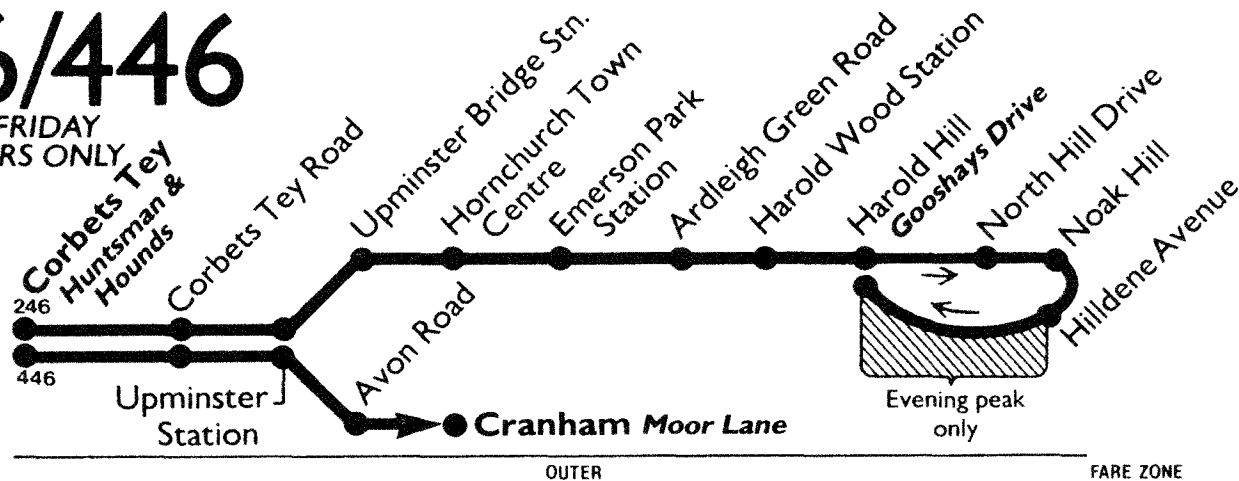 6/446
FRIDAY
RS ONLY
Corbets Tey
Huntsman &
Hounds
Corbets Tey Road
Upminster Bridge Stn.
Hornchurch Town
Centre
Emerson Park
Station
Ardleigh Green Road
Harold Wood Station
Harold Hill
Gooshays Drive
North Hill Drive
Noak Hill
Hilldene Avenue
246
446
Upminster
Station
Avon Road
Cranham Moor Lane
Evening peak
only
OUTER
FARE ZONE